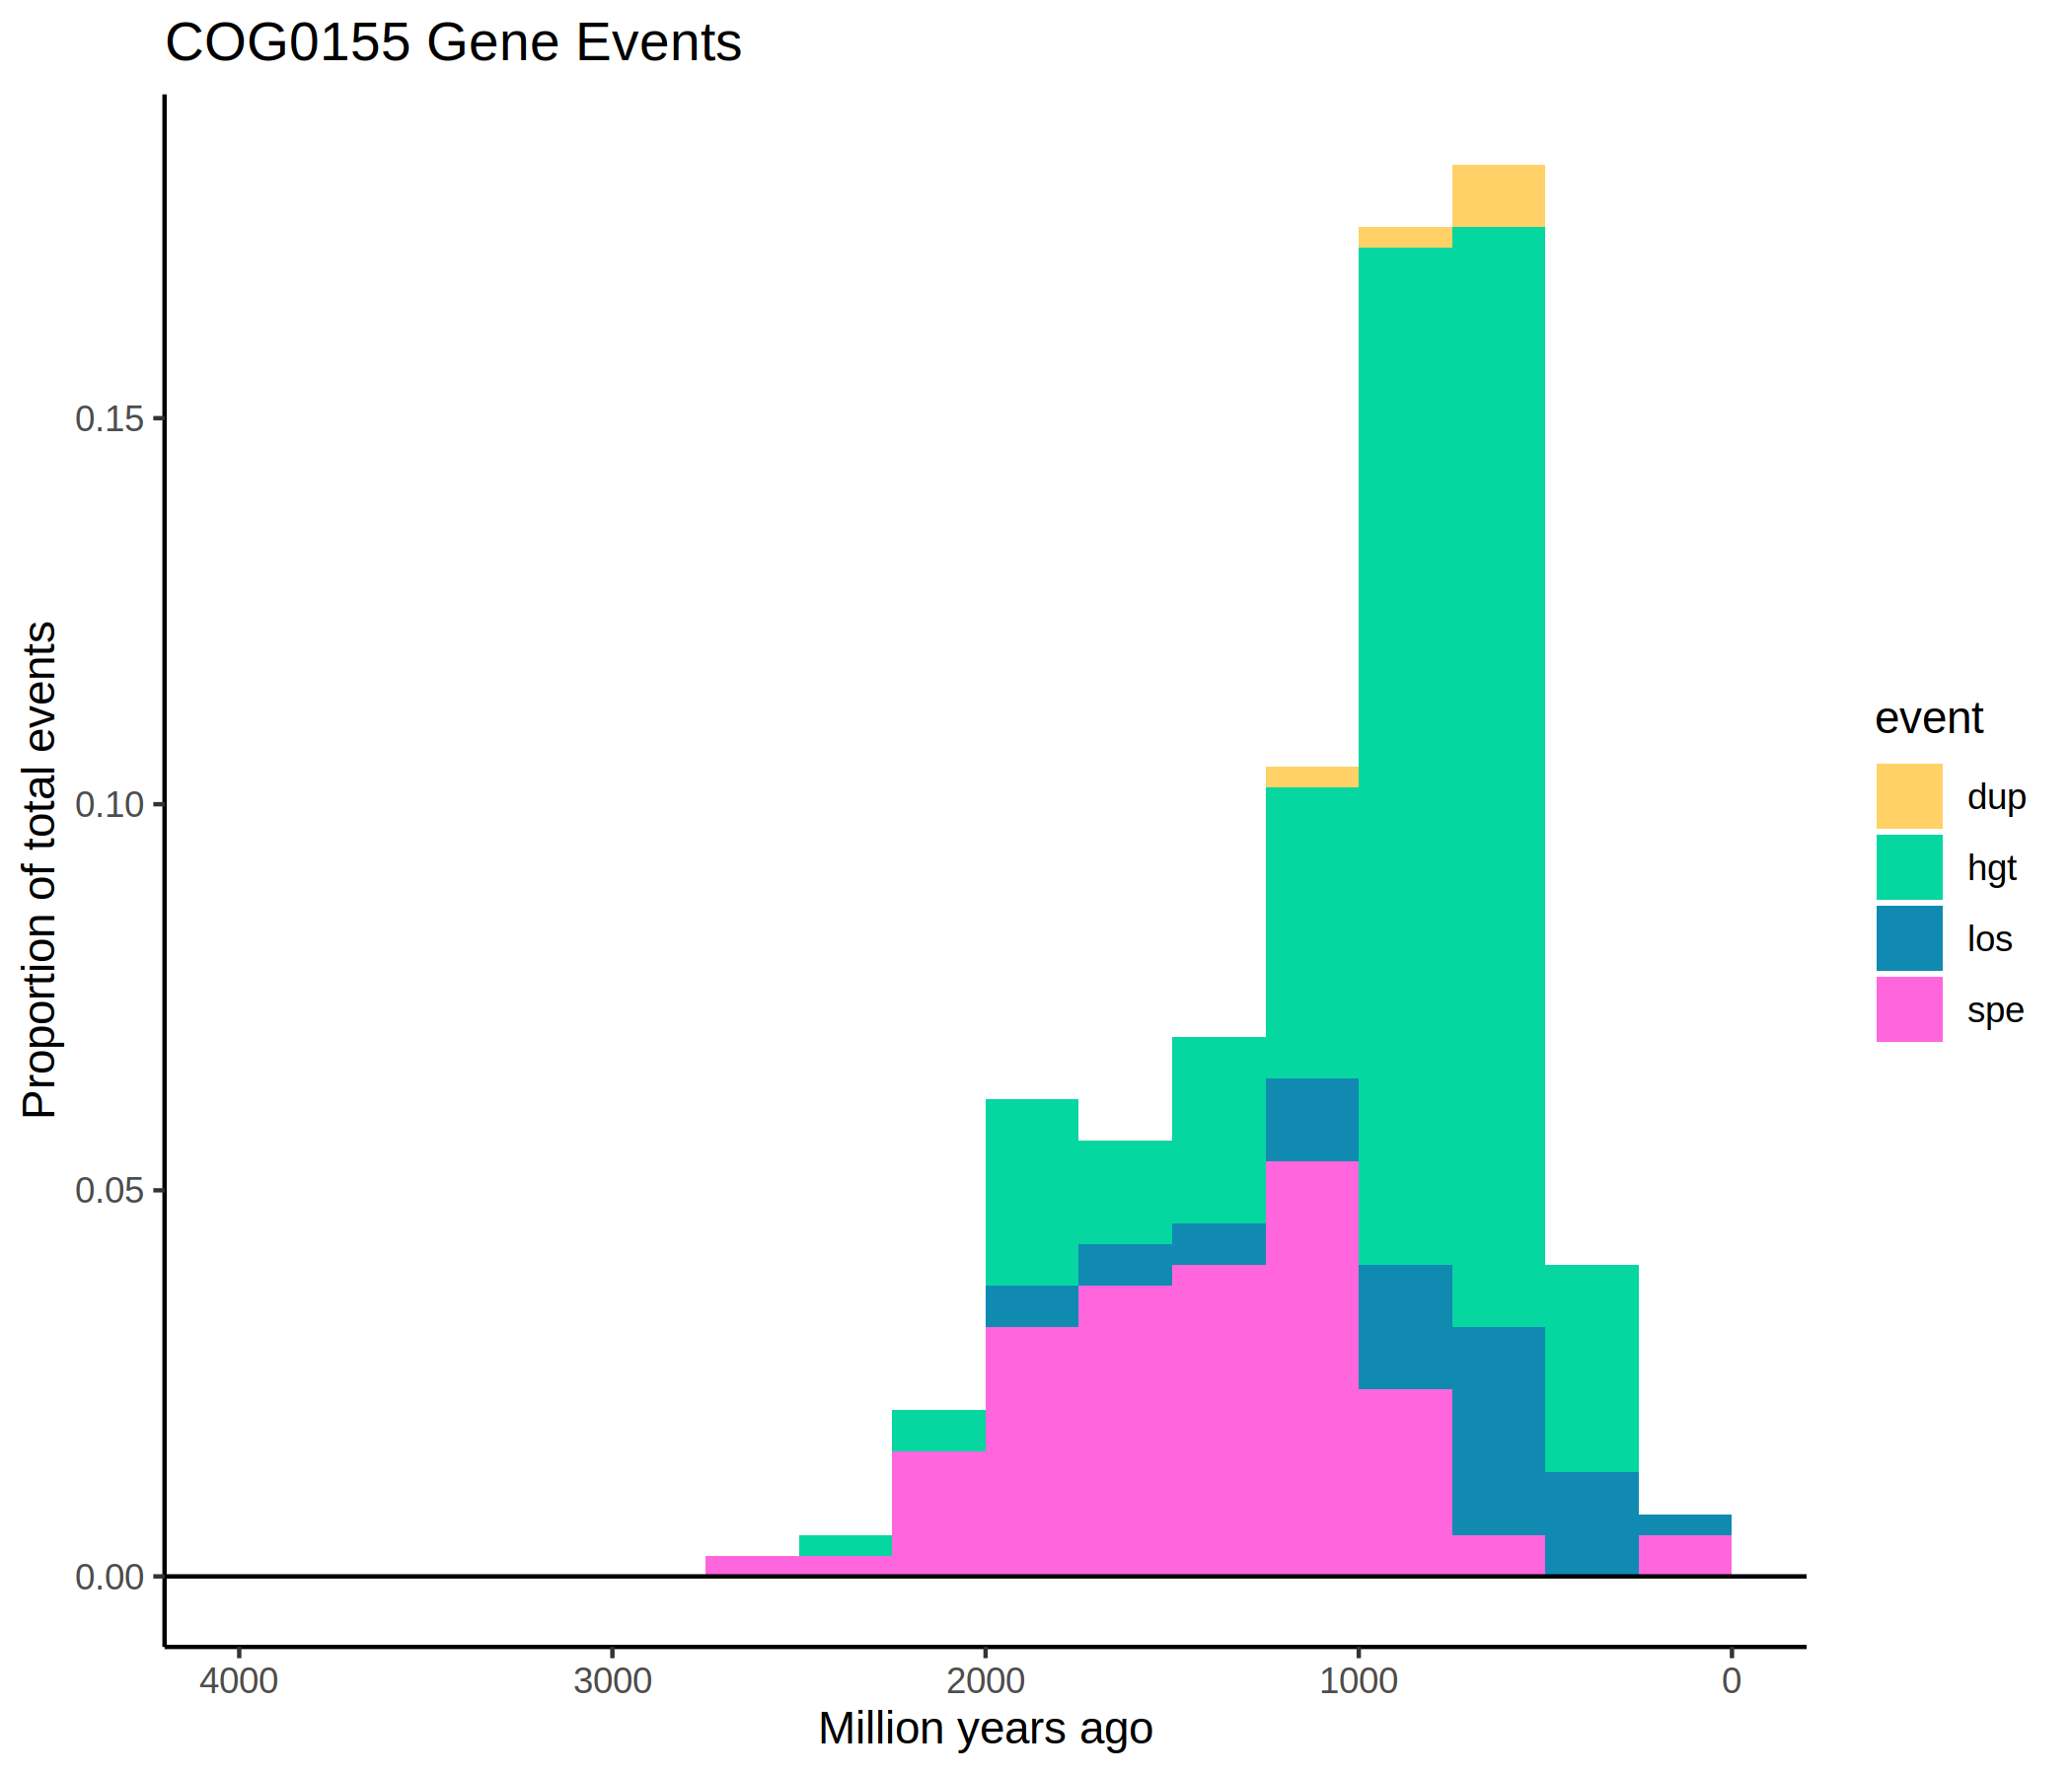 COG0155 Gene Events
Proportion of total events
0.15
0.10
0.05
0.00
4000
3000
2000
1000
0
Million years ago
event
dup
hgt
los
spe